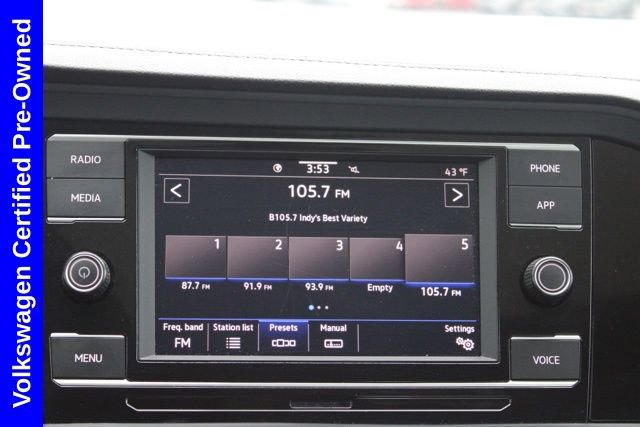 Volkswagen Certified Pre-Owned
RADIO
MEDIA
MENU
3:53
43 °F
105.7 FM
B105.7 Indy's Best Variety
1
2
3
4
5
87.7 FM
91.9 FM
93.9 FM
Empty
105.7 FM
Freq. band
FM
Station list
Presets
Manual
Settings
PHONE
APP
VOICE